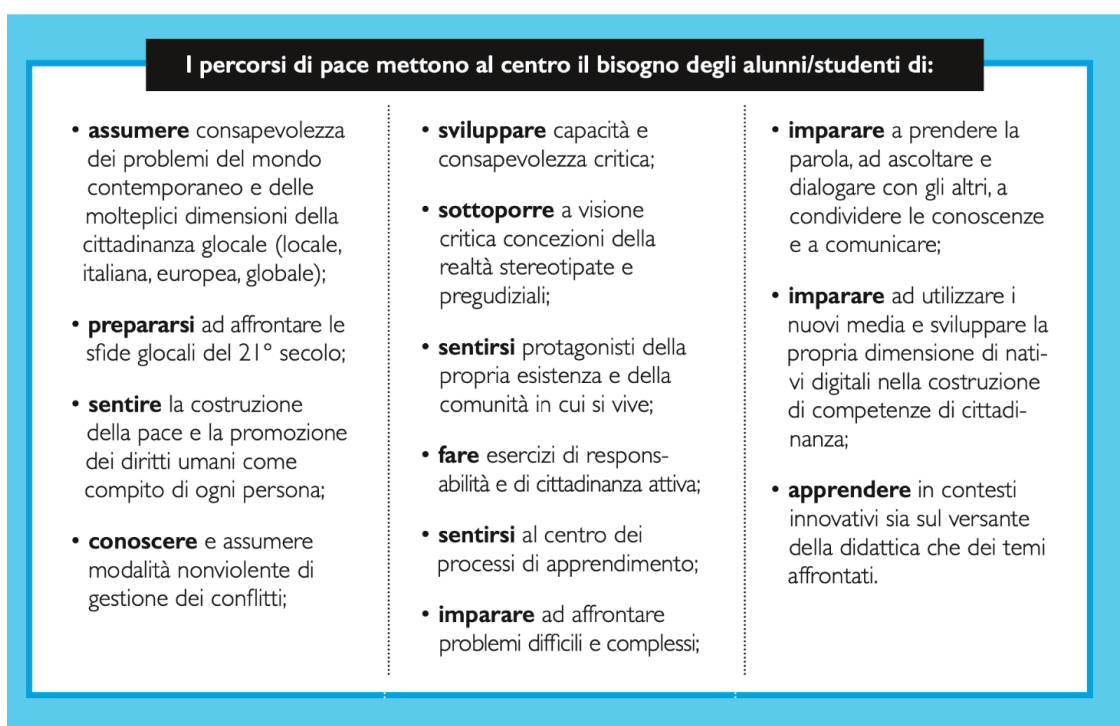 I percorsi di pace mettono al centro il bisogno degli alunni/studenti di:
• assumere consapevolezza
dei problemi del mondo
contemporaneo e delle
molteplici dimensioni della
cittadinanza glocale (locale,
italiana, europea, globale);
• prepararsi ad affrontare le
sfide glocali del 21° secolo;
• sentire la costruzione
della pace e la promozione
dei diritti umani come
compito di ogni persona;
• conoscere e assumere
modalità nonviolente di
gestione dei conflitti;
• sviluppare capacità e
consapevolezza critica;
• sottoporre a visione
critica concezioni della
realtà stereotipate e
pregudiziali;
• sentirsi protagonisti della
propria esistenza e della
comunità in cui si vive;
• fare esercizi di respons-
abilità e di cittadinanza attiva;
• sentirsi al centro dei
processi di apprendimento;
• imparare ad affrontare
problemi difficili e complessi;
• imparare a prendere la
parola, ad ascoltare e
dialogare con gli altri, a
condividere le conoscenze
e a comunicare;
• imparare ad utilizzare i
nuovi media e sviluppare la
propria dimensione di nati-
vi digitali nella costruzione
di competenze di cittadi-
nanza;
• apprendere in contesti
innovativi sia sul versante
della didattica che dei temi
affrontati.